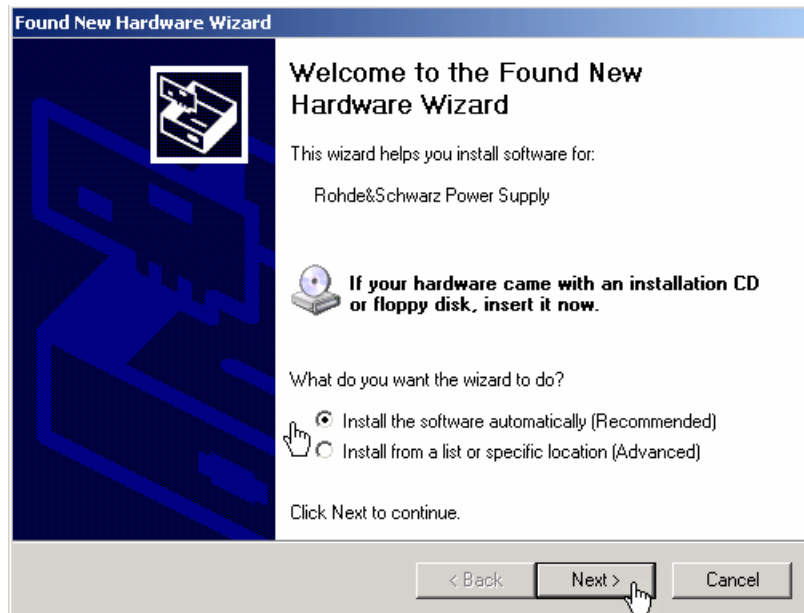 Found New Hardware Wizard
Welcome to the Found New
Hardware Wizard
This wizard helps you install software for:
Rohde&Schwarz Power Supply
If your hardware came with an installation CD
or floppy disk, insert it now.
What do you want the wizard to do?
Install the software automatically (Recommended)
Install from a list or specific location (Advanced)
Click Next to continue.
< Back Next > Cancel